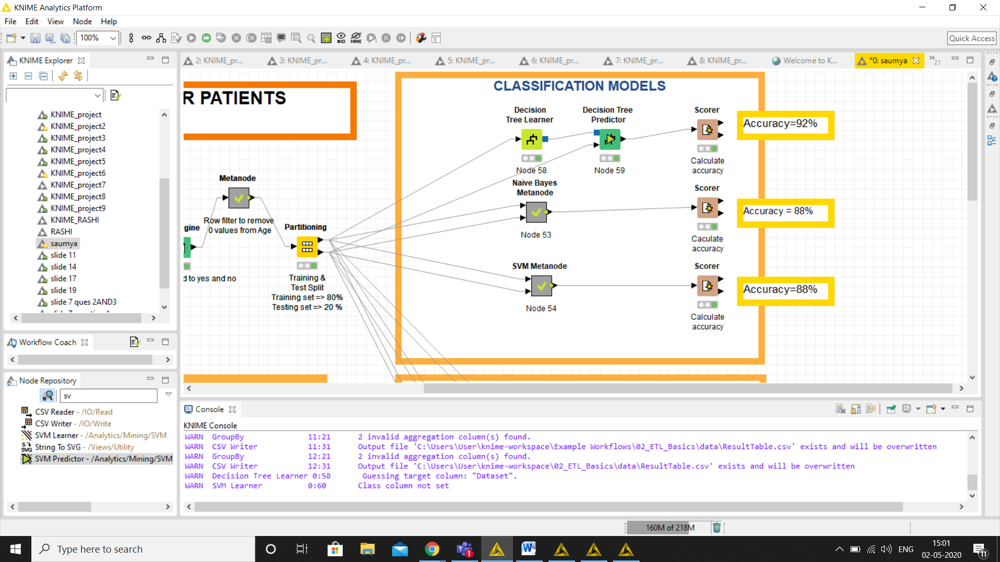 KNIME Analytics Platform
File Edit View Node Help
100%
#ID
NAME
Quick Access
KNIME Explorer
2: KNIME_pr...
3: KNIME_pr...
4: KNIME_pr...
5: KNIME_pr...
6: KNIME_pr...
7: KNIME_pr...
8: KNIME_pr...
Welcome to K...
*0: saumya
»21
KNIME_project
KNIME_project2
KNIME_project3
KNIME_project4
KNIME_project5
KNIME_project6
KNIME_project7
KNIME_project8
KNIME_project9
KNIME_RASHI
RASHI
saumya
slide 11
slide 14
slide 17
slide 19
slide 7 ques 2AND3
Workflow Coach
Node Repository
sv
CSV Reader - /IO/Read
CSV Writer - /IO/Write
SVM Learner - /Analytics/Mining/SVM
String To SVG - /Views/Utility
SVM Predictor - /Analytics/Mining/SVM
R PATIENTS
Metanode
Row filter to remove
0 values from Age
gine
d to yes and no
Partitioning
Training &
Test Split
Training set => 80%
Testing set => 20 %
CLASSIFICATION MODELS
Decision
Tree Learner
Node 58
Decision Tree
Predictor
Node 59
Scorer
Calculate
accuracy
Accuracy=92%
Naive Bayes
Metanode
Node 53
Scorer
Caculate
accuracy
Accuracy = 88%
SVM Metanode
Node 54
Scorer
Calculate
accuracy
Accuracy=88%
Console
KNIME Console
WARN GroupBy 11:21 2 invalid aggregation column(s) found.
WARN CSV Writer 11:31 Output file 'C:\Users\User\knime-workspace\Example Workflows\02_ETL_Basics\data\ResultTable.csv' exists and will be overwritten
WARN GroupBy 12:21 2 invalid aggregation column(s) found.
WARN CSV Writer 12:31 Output file 'C:\Users\User\knime-workspace\02_ETL_Basics\data\ResultTable.csv' exists and will be overwritten
WARN Decision Tree Learner 0:58 Guessing target column: "Dataset".
WARN SVM Learner 0:60 Class column not set
160M of 218M
Type here to search
1
W
ENG
15:01
02-05-2020
11